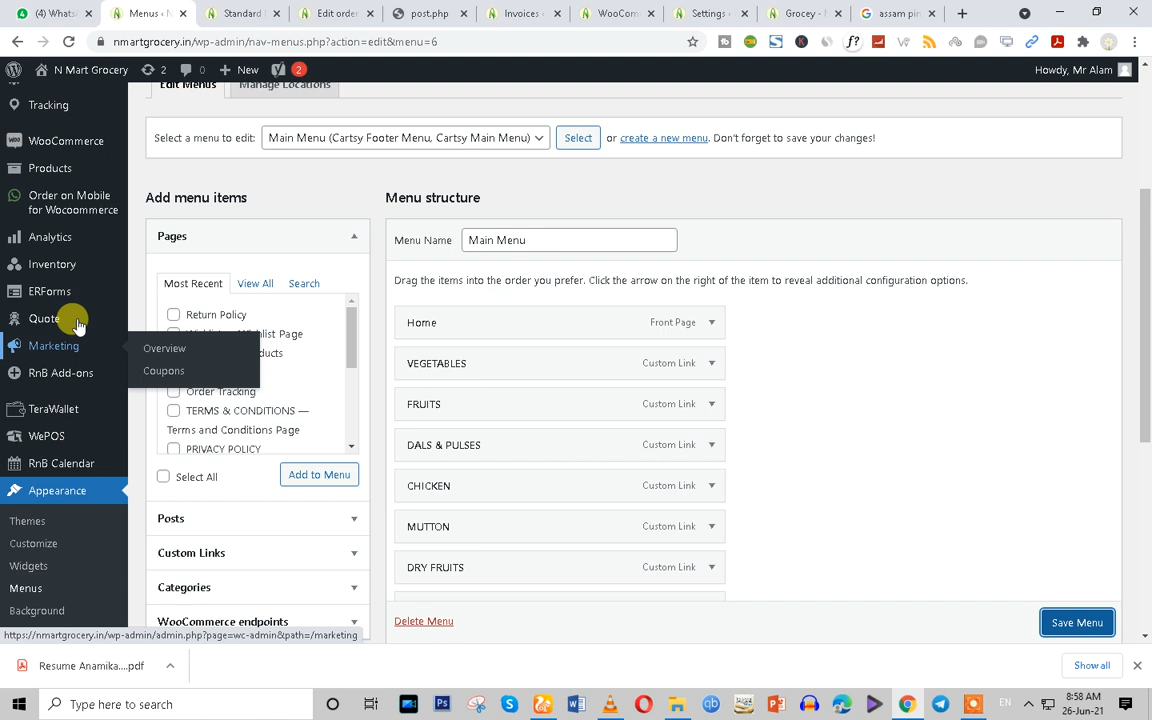 (4) Whats
Menus ‹ N
Standard
Edit order
post.php
Invoices ‹
WooCom
Settings ‹
Grocey -
assam pin
nmartgrocery.in/wp-admin/nav-menus.php?action=edit&menu=6
N Mart Grocery
2
0
New
2
Howdy, Mr Alam
Edit Menus
Manage Locations
Tracking
WooCommerce
Products
Order on Mobile
for Wocoommerce
Analytics
Inventory
ERForms
Quote
Marketing
Overview
Coupons
RnB Add-ons
TeraWallet
WePOS
RnB Calendar
Appearance
Themes
Customize
Widgets
Menus
Background
Select a menu to edit:
Main Menu (Cartsy Footer Menu, Cartsy Main Menu)
Select
or create a new menu. Don't forget to save your changes!
Add menu items
Pages
Most Recent
View All
Search
Return Policy
Order Tracking
TERMS & CONDITIONS —
Terms and Conditions Page
PRIVACY POLICY
Select All
Add to Menu
Posts
Custom Links
Categories
WooCommerce endpoints
Menu structure
Menu Name
Main Menu
Drag the items into the order you prefer. Click the arrow on the right of the item to reveal additional configuration options.
Home Front Page
VEGETABLES Custom Link
FRUITS Custom Link
DALS & PULSES Custom Link
CHICKEN Custom Link
MUTTON Custom Link
DRY FRUITS Custom Link
Delete Menu
Save Menu
https://nmartgrocery.in/wp-admin/admin.php?page=wc-admin&path=/marketing
Resume Anamika....pdf
Show all
Type here to search
EN
8:58 AM
26-Jun-21